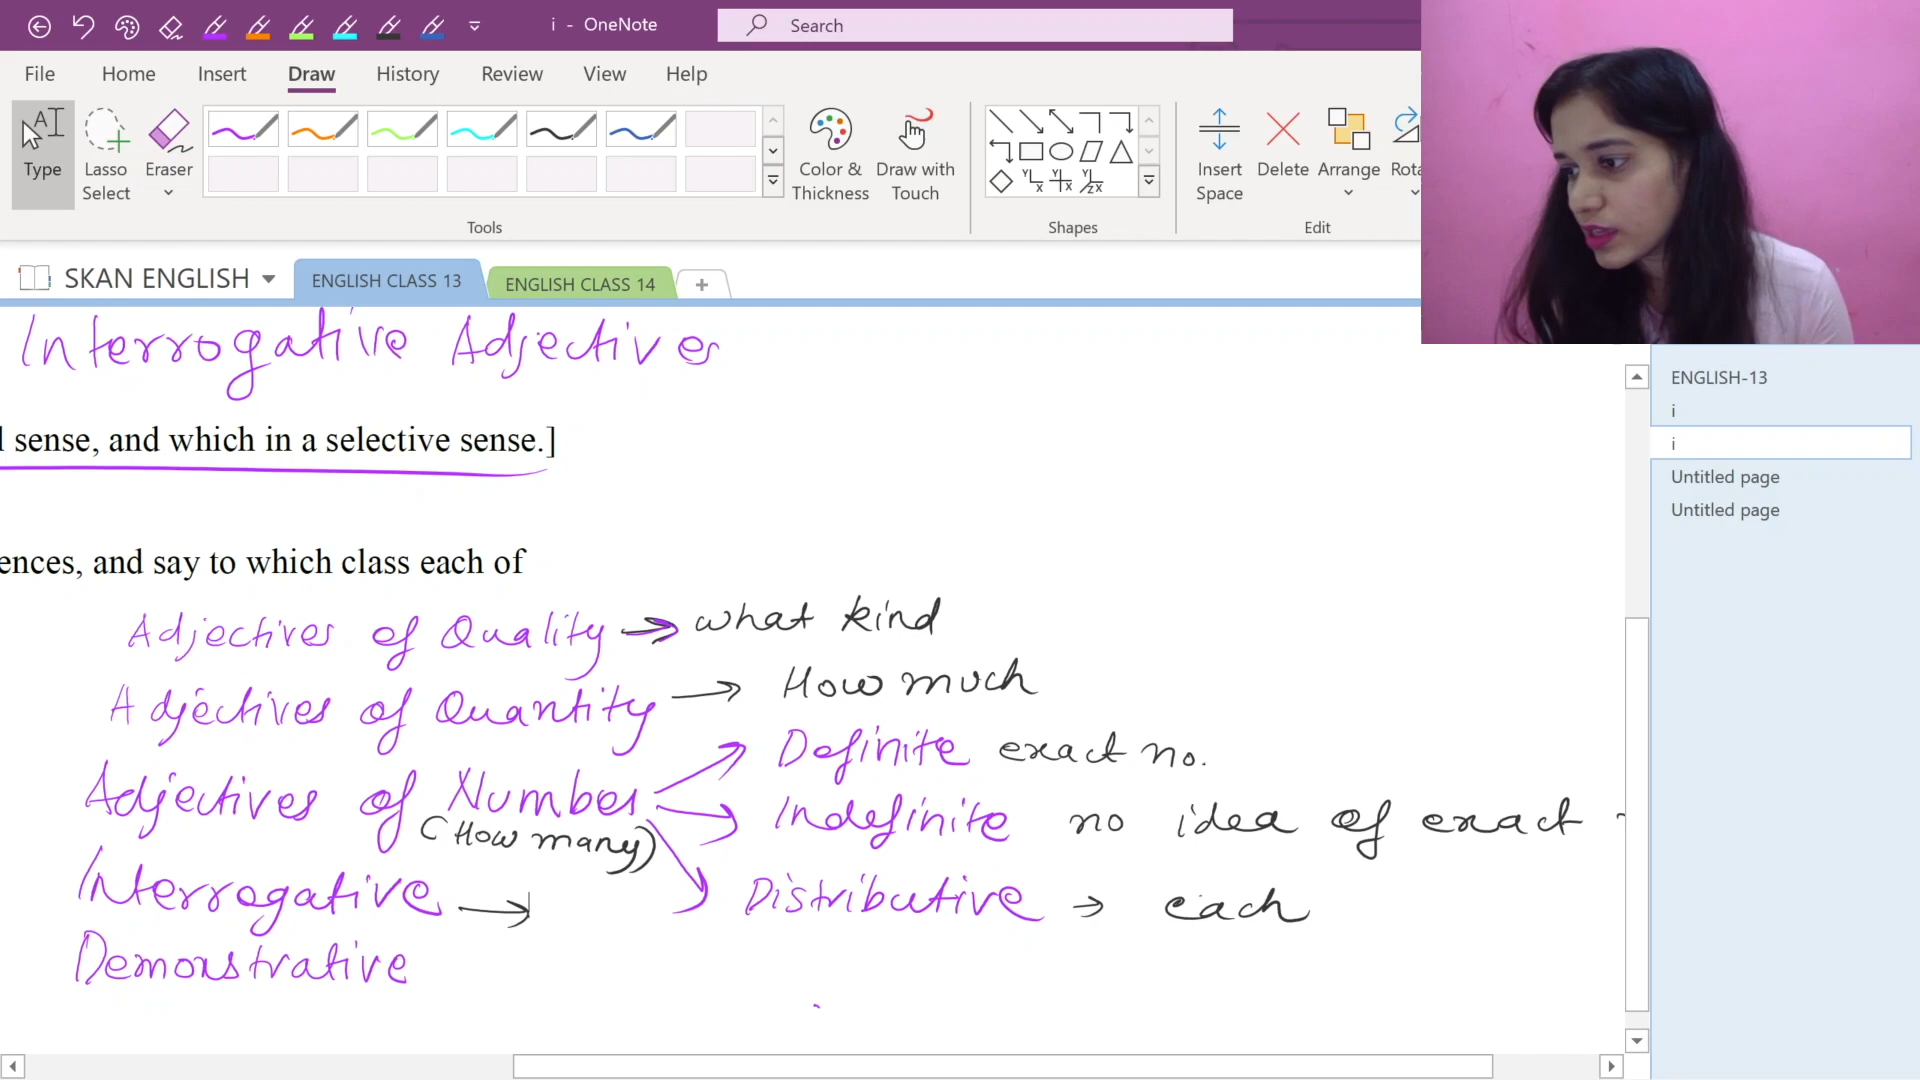 i - OneNote
Search
File Home Insert Draw History Review View Help
Type
Lasso Select
Eraser
Color & Thickness
Draw with Touch
Insert Space
Delete
Arrange
Rota
Tools
Shapes
Edit
SKAN ENGLISH
ENGLISH CLASS 13
ENGLISH CLASS 14
+
Interrogative Adjectives
l sense, and which in a selective sense.]
ences, and say to which class each of
Adjectives of Quality → what kind
Adjectives of Quantity → How much
Definite exact no.
Adjectives of Number
Indefinite no idea of exact
(How many)
Interrogative →
Distributive → each
Demonstrative
ENGLISH-13
i
i
Untitled page
Untitled page